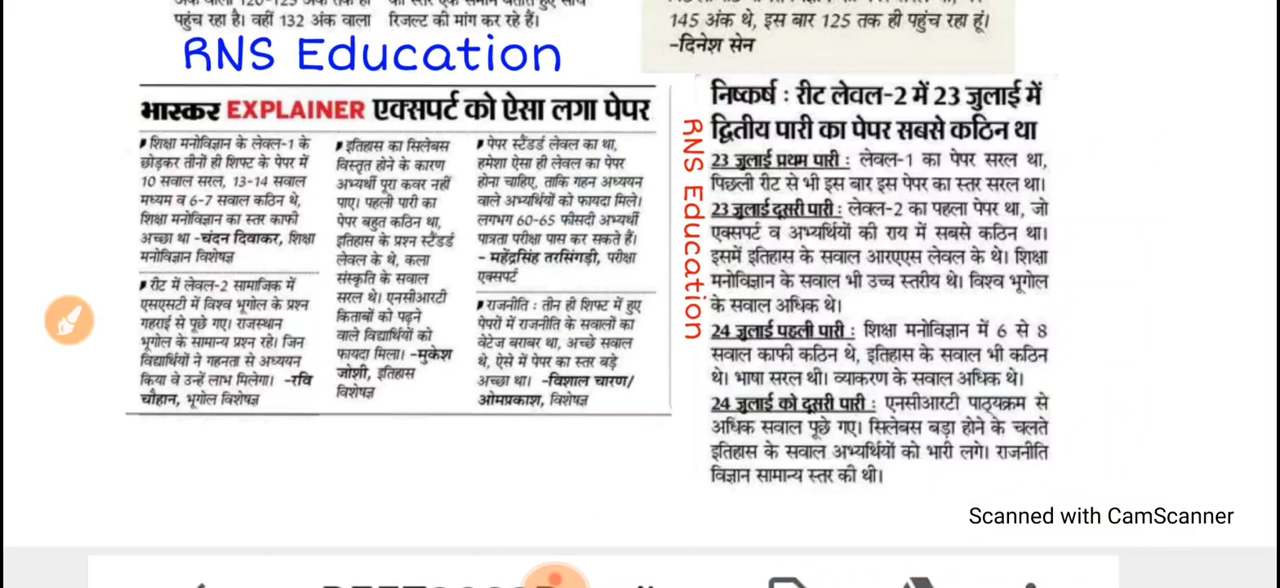 पहुंच रहा है। वहीं 132 अंक वाला
रिजल्ट की मांग कर रहे हैं।
145 अंक थे, इस बार 125 तक ही पहुंच रहा हूं।
-दिनेश सेन
RNS Education
भास्कर EXPLAINER एक्सपर्ट को ऐसा लगा पेपर
शिक्षा मनोविज्ञान के लेवल-1 के
छोड़कर तीनों ही शिफ्ट के पेपर में
10 सवाल सरल, 13-14 सवाल
मध्यम व 6-7 सवाल कठिन थे,
शिक्षा मनोविज्ञान का स्तर काफी
अच्छा था -चंदन दिवाकर, शिक्षा
मनोविज्ञान विशेषज्ञ
रीट में लेवल-2 सामाजिक में
एसएसटी में विश्व भूगोल के प्रश्न
गहराई से पूछे गए। राजस्थान
भूगोल के सामान्य प्रश्न रहे। जिन
विद्यार्थियों ने गहनता से अध्ययन
किया वे उन्हें लाभ मिलेगा। -रवि
चौहान, भूगोल विशेषज्ञ
इतिहास का सिलेबस
विस्तृत होने के कारण
अभ्यर्थी पूरा कवर नहीं
पाए। पहली पारी का
पेपर बहुत कठिन था,
इतिहास के प्रश्न स्टैंडर्ड
लेवल के थे, कला
संस्कृति के सवाल
सरल थे। एनसीआरटी
किताबों को पढ़ने
वाले विद्यार्थियों को
फायदा मिला। -मुकेश
जोशी, इतिहास
विशेषज्ञ
पेपर स्टैंडर्ड लेवल का था,
हमेशा ऐसा ही लेवल का पेपर
होना चाहिए, ताकि गहन अध्ययन
वाले अभ्यर्थियों को फायदा मिले।
लगभग 60-65 फीसदी अभ्यर्थी
पात्रता परीक्षा पास कर सकते हैं।
- महेंद्रसिंह तरसिंगड़ी, परीक्षा
एक्सपर्ट
राजनीति : तीन ही शिफ्ट में हुए
पेपरों में राजनीति के सवालों का
वेटेज बराबर था, अच्छे सवाल
थे, ऐसे में पेपर का स्तर बड़े
अच्छा था। -विशाल चारण/
ओमप्रकाश, विशेषज्ञ
RNS Education
निष्कर्ष : रीट लेवल-2 में 23 जुलाई में
द्वितीय पारी का पेपर सबसे कठिन था
23 जुलाई प्रथम पारी : लेवल-1 का पेपर सरल था,
पिछली रीट से भी इस बार इस पेपर का स्तर सरल था।
23 जुलाई दूसरी पारी : लेवल-2 का पहला पेपर था, जो
एक्सपर्ट व अभ्यर्थियों की राय में सबसे कठिन था।
इसमें इतिहास के सवाल आरएएस लेवल के थे। शिक्षा
मनोविज्ञान के सवाल भी उच्च स्तरीय थे। विश्व भूगोल
के सवाल अधिक थे।
24 जुलाई पहली पारी : शिक्षा मनोविज्ञान में 6 से 8
सवाल काफी कठिन थे, इतिहास के सवाल भी कठिन
थे। भाषा सरल थी। व्याकरण के सवाल अधिक थे।
24 जुलाई को दूसरी पारी : एनसीआरटी पाठ्यक्रम से
अधिक सवाल पूछे गए। सिलेबस बड़ा होने के चलते
इतिहास के सवाल अभ्यर्थियों को भारी लगे। राजनीति
विज्ञान सामान्य स्तर की थी।
Scanned with CamScanner